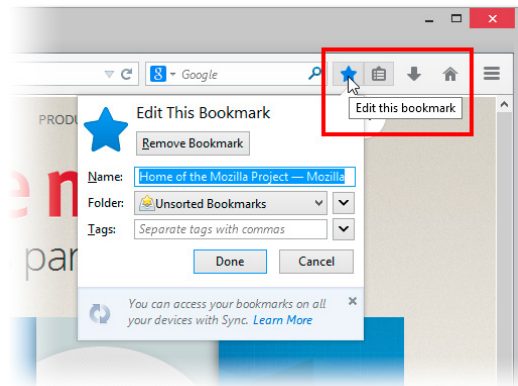 Google
PRODU
Edit this bookmark
Edit This Bookmark
Remove Bookmark
Name: Home of the Mozilla Project — Mozilla
Folder: Unsorted Bookmarks
Tags: Separate tags with commas
Done Cancel
You can access your bookmarks on all
your devices with Sync. Learn More
e n
par